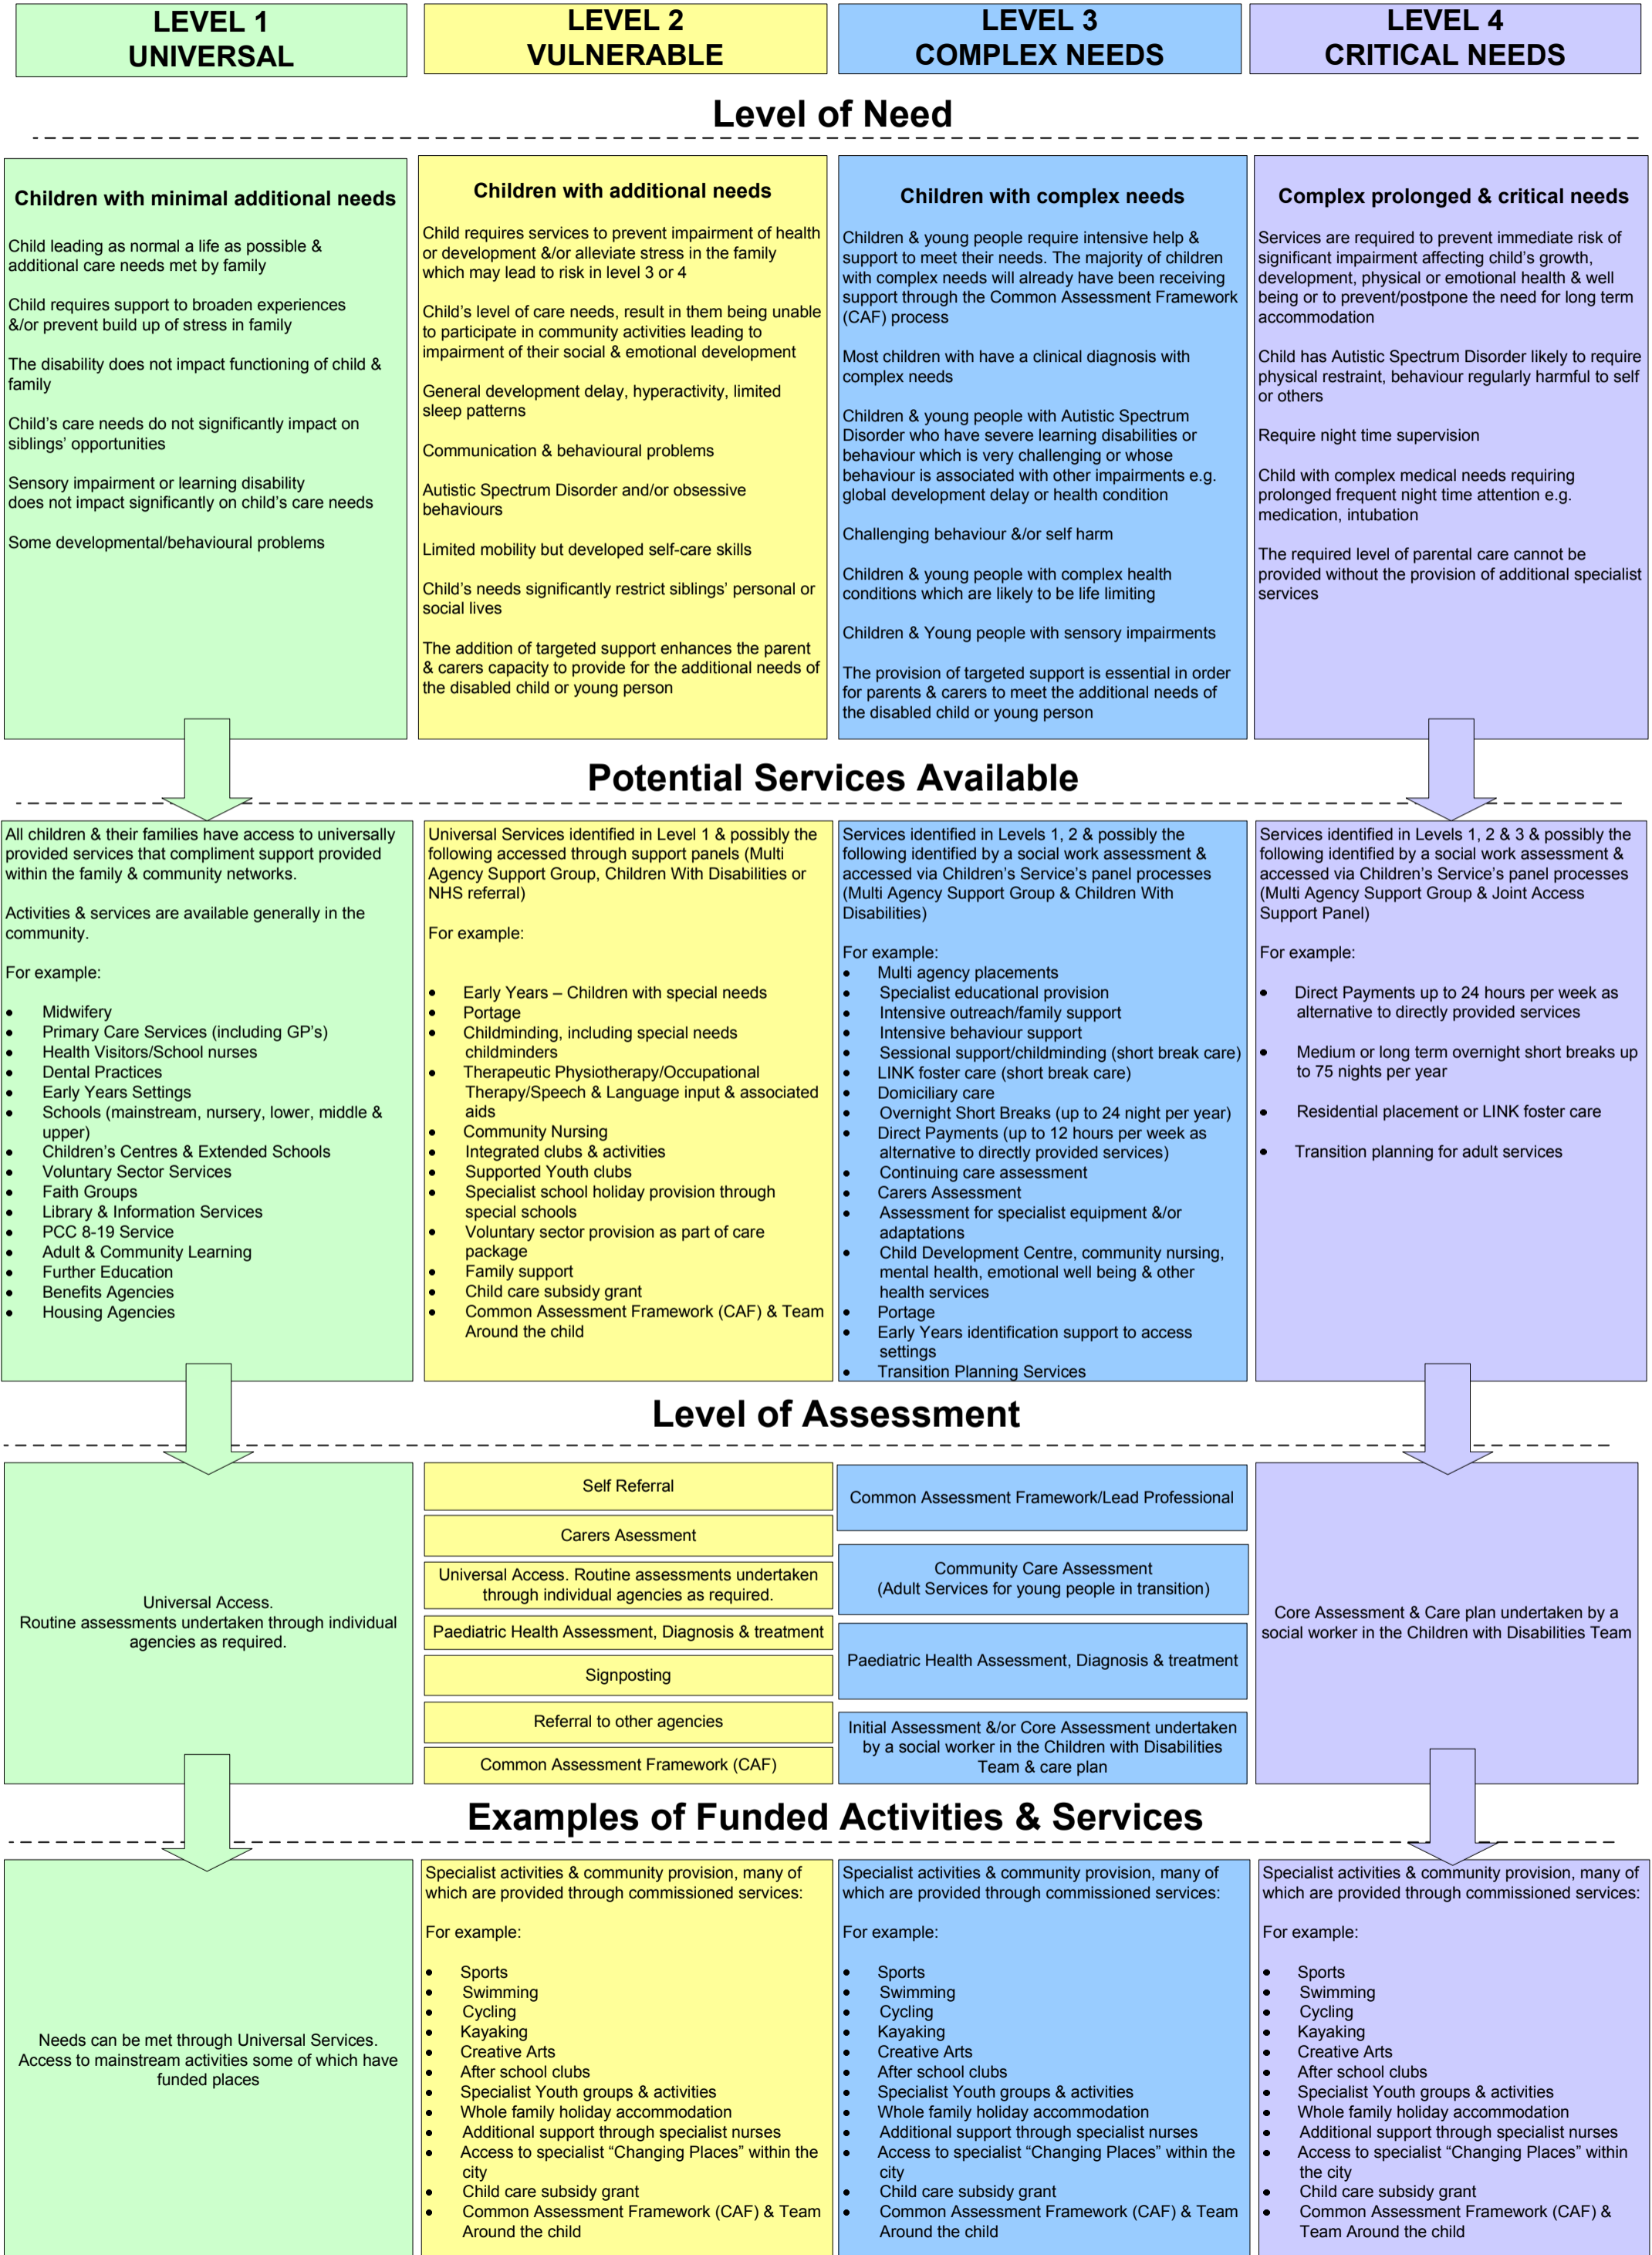 LEVEL 1
UNIVERSAL
LEVEL 2
VULNERABLE
LEVEL 3
COMPLEX NEEDS
LEVEL 4
CRITICAL NEEDS
Level of Need
Children with minimal additional needs
Child leading as normal a life as possible &
additional care needs met by family
Child requires support to broaden experiences
&/or prevent build up of stress in family
The disability does not impact functioning of child &
family
Child's care needs do not significantly impact on
siblings' opportunities
Sensory impairment or learning disability
does not impact significantly on child's care needs
Some developmental/behavioural problems
Children with additional needs
Child requires services to prevent impairment of health
or development &/or alleviate stress in the family
which may lead to risk in level 3 or 4
Child's level of care needs, result in them being unable
to participate in community activities leading to
impairment of their social & emotional development
General development delay, hyperactivity, limited
sleep patterns
Communication & behavioural problems
Autistic Spectrum Disorder and/or obsessive
behaviours
Limited mobility but developed self-care skills
Child's needs significantly restrict siblings' personal or
social lives
The addition of targeted support enhances the parent
& carers capacity to provide for the additional needs of
the disabled child or young person
Children with complex needs
Children & young people require intensive help &
support to meet their needs. The majority of children
with complex needs will already have been receiving
support through the Common Assessment Framework
(CAF) process
Most children with have a clinical diagnosis with
complex needs
Children & young people with Autistic Spectrum
Disorder who have severe learning disabilities or
behaviour which is very challenging or whose
behaviour is associated with other impairments e.g.
global development delay or health condition
Challenging behaviour &/or self harm
Children & young people with complex health
conditions which are likely to be life limiting
Children & Young people with sensory impairments
The provision of targeted support is essential in order
for parents & carers to meet the additional needs of
the disabled child or young person
Complex prolonged & critical needs
Services are required to prevent immediate risk of
significant impairment affecting child's growth,
development, physical or emotional health & well
being or to prevent/postpone the need for long term
accommodation
Child has Autistic Spectrum Disorder likely to require
physical restraint, behaviour regularly harmful to self
or others
Require night time supervision
Child with complex medical needs requiring
prolonged frequent night time attention e.g.
medication, intubation
The required level of parental care cannot be
provided without the provision of additional specialist
services
Potential Services Available
All children & their families have access to universally
provided services that compliment support provided
within the family & community networks.
Activities & services are available generally in the
community.
For example:
• Midwifery
• Primary Care Services (including GP's)
• Health Visitors/School nurses
• Dental Practices
• Early Years Settings
• Schools (mainstream, nursery, lower, middle &
upper)
• Children's Centres & Extended Schools
• Voluntary Sector Services
• Faith Groups
• Library & Information Services
• PCC 8-19 Service
• Adult & Community Learning
• Further Education
• Benefits Agencies
• Housing Agencies
Universal Services identified in Level 1 & possibly the
following accessed through support panels (Multi
Agency Support Group, Children With Disabilities or
NHS referral)
For example:
• Early Years – Children with special needs
• Portage
• Childminding, including special needs
childminders
• Therapeutic Physiotherapy/Occupational
Therapy/Speech & Language input & associated
aids
• Community Nursing
• Integrated clubs & activities
• Supported Youth clubs
• Specialist school holiday provision through
special schools
• Voluntary sector provision as part of care
package
• Family support
• Child care subsidy grant
• Common Assessment Framework (CAF) & Team
Around the child
Services identified in Levels 1, 2 & possibly the
following identified by a social work assessment &
accessed via Children's Service's panel processes
(Multi Agency Support Group & Children With
Disabilities)
For example:
• Multi agency placements
• Specialist educational provision
• Intensive outreach/family support
• Intensive behaviour support
• Sessional support/childminding (short break care)
• LINK foster care (short break care)
• Domiciliary care
• Overnight Short Breaks (up to 24 night per year)
• Direct Payments (up to 12 hours per week as
alternative to directly provided services)
• Continuing care assessment
• Carers Assessment
• Assessment for specialist equipment &/or
adaptations
• Child Development Centre, community nursing,
mental health, emotional well being & other
health services
• Portage
• Early Years identification support to access
settings
• Transition Planning Services
Services identified in Levels 1, 2 & 3 & possibly the
following identified by a social work assessment &
accessed via Children's Service's panel processes
(Multi Agency Support Group & Joint Access
Support Panel)
For example:
• Direct Payments up to 24 hours per week as
alternative to directly provided services
• Medium or long term overnight short breaks up
to 75 nights per year
• Residential placement or LINK foster care
• Transition planning for adult services
Level of Assessment
Universal Access.
Routine assessments undertaken through individual
agencies as required.
Self Referral
Carers Asessment
Universal Access. Routine assessments undertaken
through individual agencies as required.
Paediatric Health Assessment, Diagnosis & treatment
Signposting
Referral to other agencies
Common Assessment Framework (CAF)
Common Assessment Framework/Lead Professional
Community Care Assessment
(Adult Services for young people in transition)
Paediatric Health Assessment, Diagnosis & treatment
Initial Assessment &/or Core Assessment undertaken
by a social worker in the Children with Disabilities
Team & care plan
Core Assessment & Care plan undertaken by a
social worker in the Children with Disabilities Team
Examples of Funded Activities & Services
Needs can be met through Universal Services.
Access to mainstream activities some of which have
funded places
Specialist activities & community provision, many of
which are provided through commissioned services:
For example:
• Sports
• Swimming
• Cycling
• Kayaking
• Creative Arts
• After school clubs
• Specialist Youth groups & activities
• Whole family holiday accommodation
• Additional support through specialist nurses
• Access to specialist “Changing Places” within the
city
• Child care subsidy grant
• Common Assessment Framework (CAF) & Team
Around the child
Specialist activities & community provision, many of
which are provided through commissioned services:
For example:
• Sports
• Swimming
• Cycling
• Kayaking
• Creative Arts
• After school clubs
• Specialist Youth groups & activities
• Whole family holiday accommodation
• Additional support through specialist nurses
• Access to specialist “Changing Places” within the
city
• Child care subsidy grant
• Common Assessment Framework (CAF) & Team
Around the child
Specialist activities & community provision, many of
which are provided through commissioned services:
For example:
• Sports
• Swimming
• Cycling
• Kayaking
• Creative Arts
• After school clubs
• Specialist Youth groups & activities
• Whole family holiday accommodation
• Additional support through specialist nurses
• Access to specialist “Changing Places” within
the city
• Child care subsidy grant
• Common Assessment Framework (CAF) &
Team Around the child